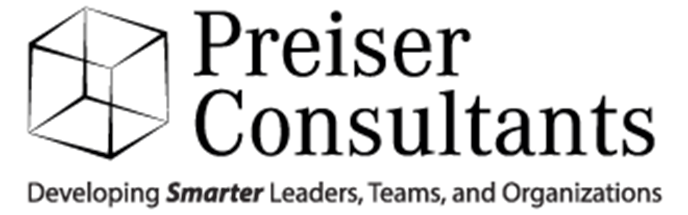 Preiser
Consultants
Developing Smarter Leaders, Teams, and Organizations